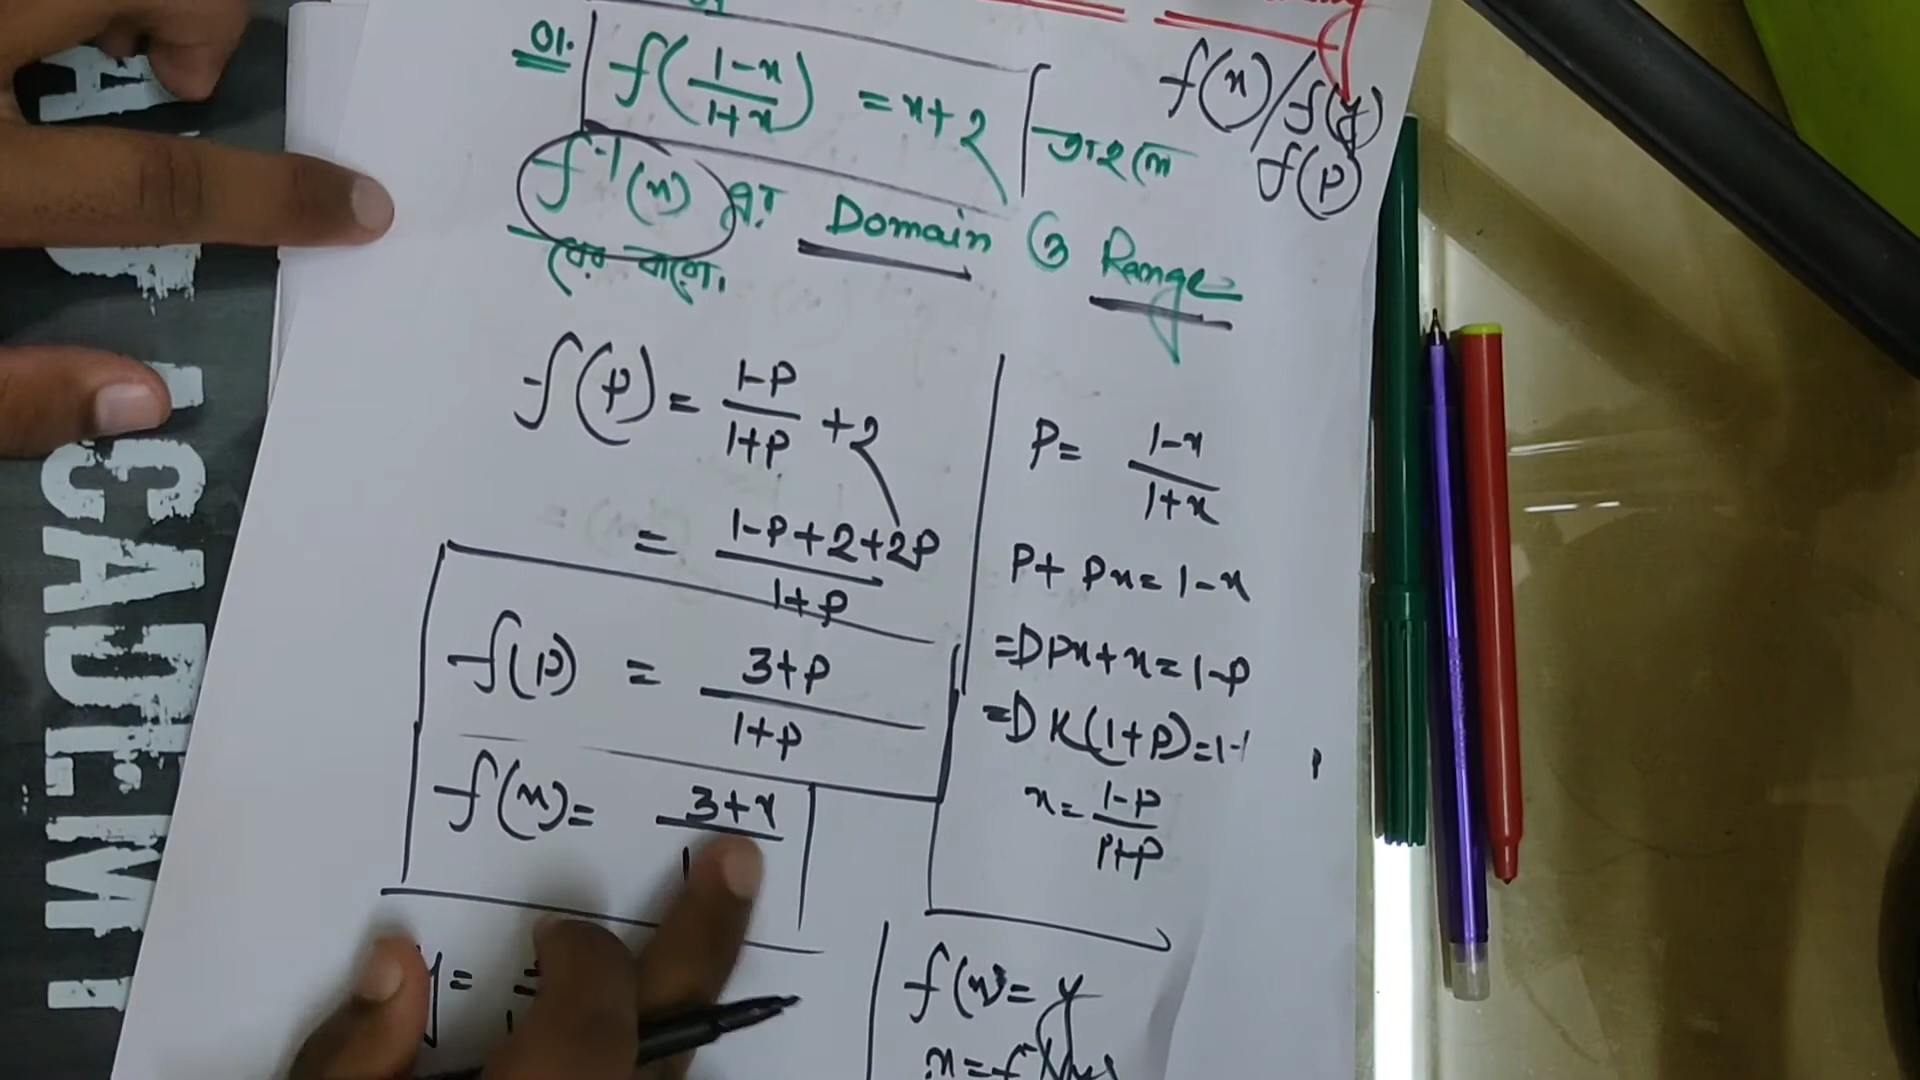 01. f(1-x/1+x) = x+2 তাহলে
f(x)/f(y)
f(p)
f⁻¹(x) এর Domain ও Range
বের করো।
f(p) = 1-p/1+p +2
= 1-p+2+2p/1+p
f(p) = 3+p/1+p
f(x) = 3+x
P = 1-x/1+x
P+Px=1-x
⇒Px+x=1-P
⇒x(1+P)=1-
x = 1-P/1+P
y =
f(x)=y
x=f
ACADEMY